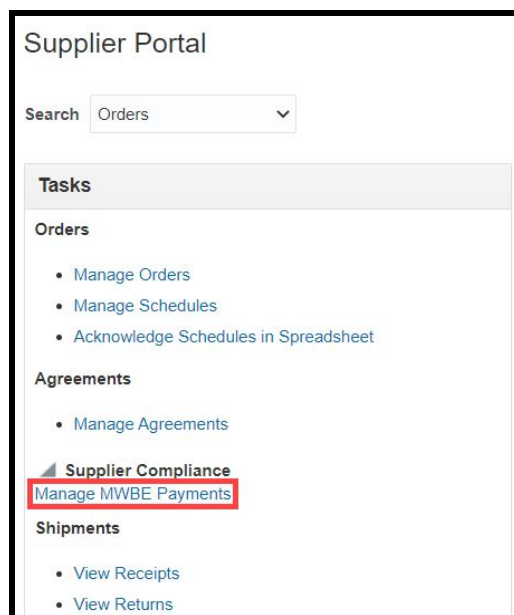 Supplier Portal
Search Orders
Tasks
Orders
Manage Orders
Manage Schedules
Acknowledge Schedules in Spreadsheet
Agreements
Manage Agreements
Supplier Compliance
Manage MWBE Payments
Shipments
View Receipts
View Returns